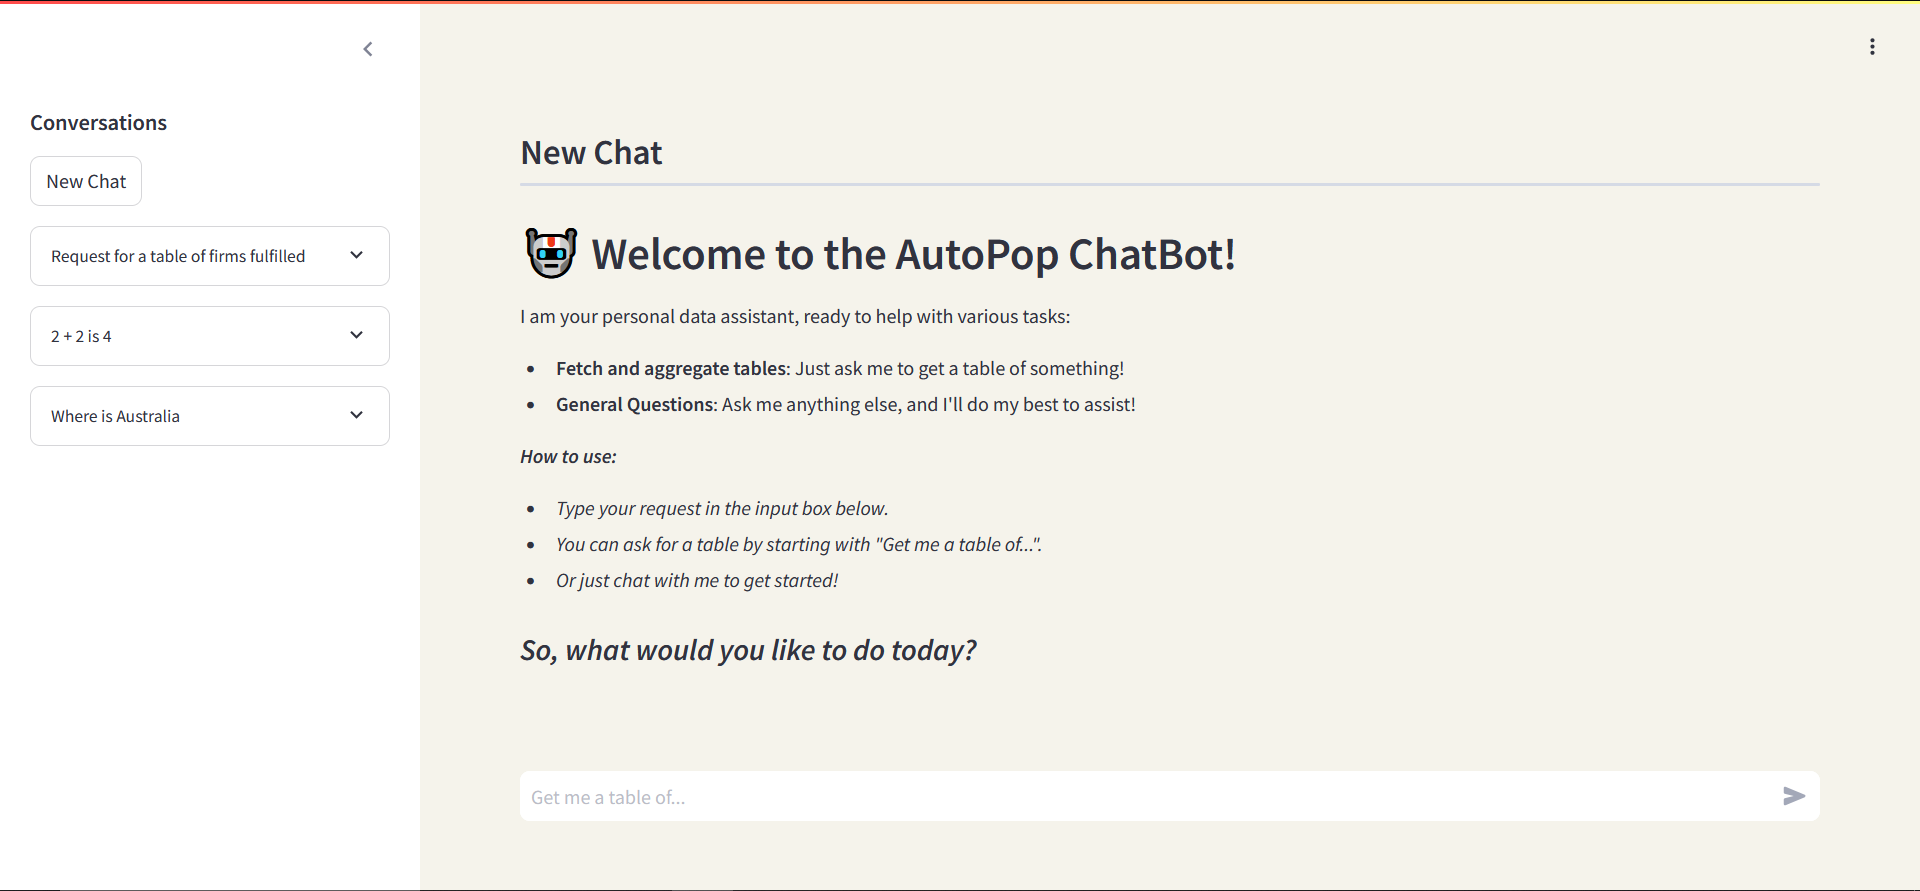 Conversations
New Chat
Request for a table of firms fulfilled
2 + 2 is 4
Where is Australia
New Chat
Welcome to the AutoPop ChatBot!
I am your personal data assistant, ready to help with various tasks:
• Fetch and aggregate tables: Just ask me to get a table of something!
• General Questions: Ask me anything else, and I'll do my best to assist!
How to use:
• Type your request in the input box below.
• You can ask for a table by starting with "Get me a table of...".
• Or just chat with me to get started!
So, what would you like to do today?
Get me a table of...